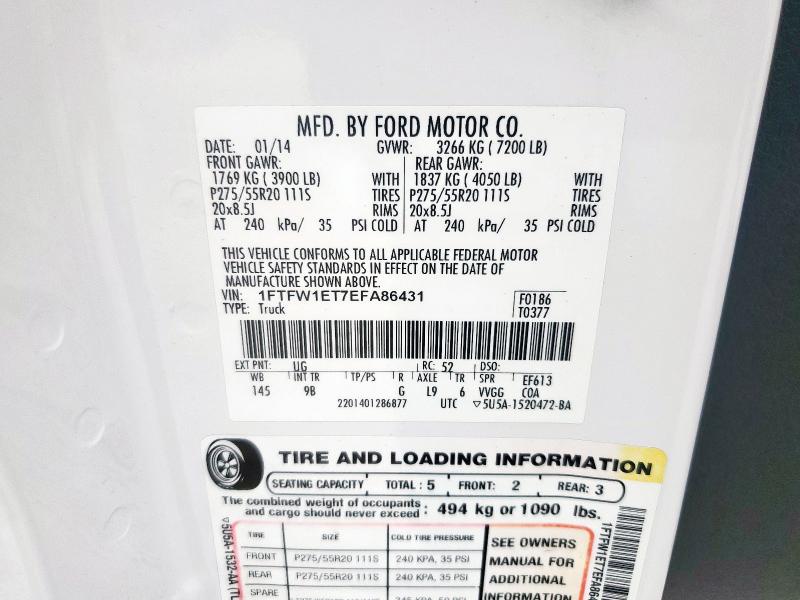 MFD. BY FORD MOTOR CO.
DATE: 01/14 GVWR: 3266 KG ( 7200 LB)
FRONT GAWR: REAR GAWR:
1769 KG ( 3900 LB) WITH 1837 KG ( 4050 LB) WITH
P275/55R20 111S TIRES P275/55R20 111S TIRES
20x8.5J RIMS 20x8.5J RIMS
AT 240 kPa/ 35 PSI COLD AT 240 kPa/ 35 PSI COLD
THIS VEHICLE CONFORMS TO ALL APPLICABLE FEDERAL MOTOR
VEHICLE SAFETY STANDARDS IN EFFECT ON THE DATE OF
MANUFACTURE SHOWN ABOVE.
VIN: 1FTFW1ET7EFA86431 F0186
TYPE: Truck T0377
EXT PNT: UG RC: 52 DSO:
WB INT TR TP/PS R AXLE TR SPR EF613
145 9B G L9 6 VVGG COA
2201401286877 UTC ▽5U5A-1520472-BA
TIRE AND LOADING INFORMATION
SEATING CAPACITY TOTAL : 5 FRONT: 2 REAR: 3
The combined weight of occupants
and cargo should never exceed : 494 kg or 1090 lbs.
TIRE SIZE COLD TIRE PRESSURE
FRONT P275/55R20 111S 240 KPA, 35 PSI
REAR P275/55R20 111S 240 KPA, 35 PSI
SPARE
SEE OWNERS
MANUAL FOR
ADDITIONAL
INFORMATION
▽5U5A-1532-AA
1FTFW1ET7EFA86